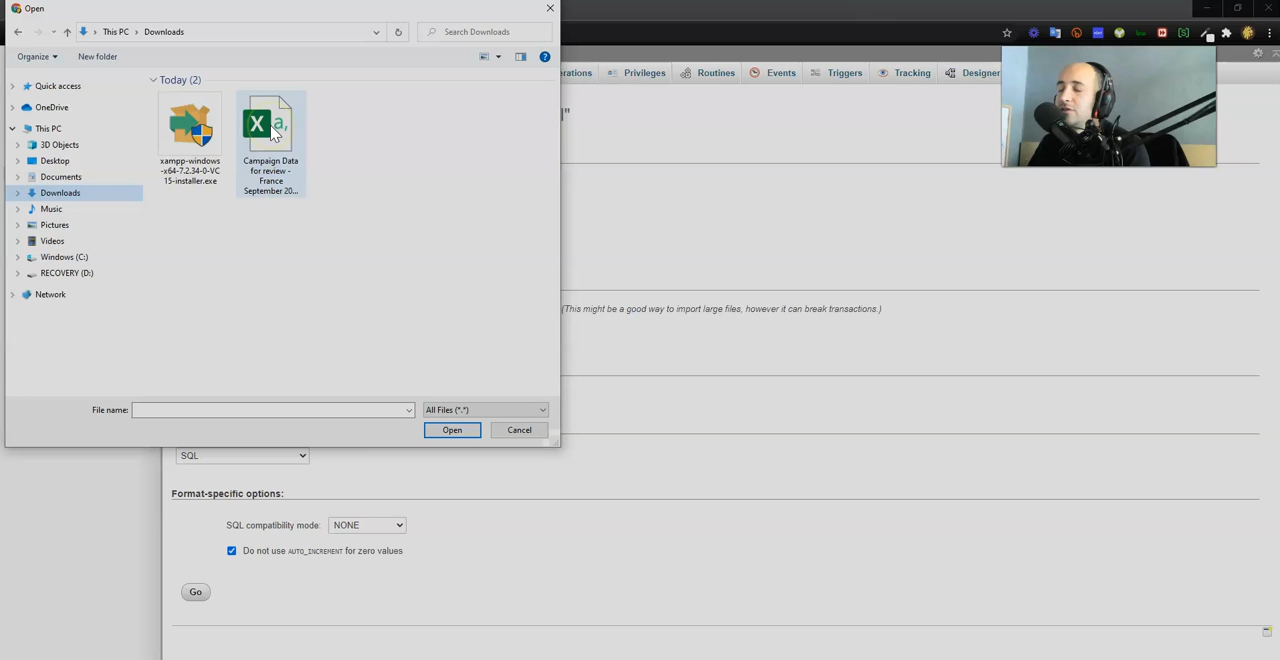 Open
This PC
Downloads
Search Downloads
Organize
New folder
Quick access
OneDrive
This PC
3D Objects
Desktop
Documents
Downloads
Music
Pictures
Videos
Windows (C:)
RECOVERY (D:)
Network
Today (2)
xampp-windows
-x64-7.2.34-0-VC
15-installer.exe
Campaign Data
for review -
France
September 20...
File name:
All Files (*.*)
Open
Cancel
erations
Privileges
Routines
Events
Triggers
Tracking
Designer
l"
(This might be a good way to import large files, however it can break transactions.)
SQL
Format-specific options:
SQL compatibility mode: NONE
Do not use AUTO_INCREMENT for zero values
Go